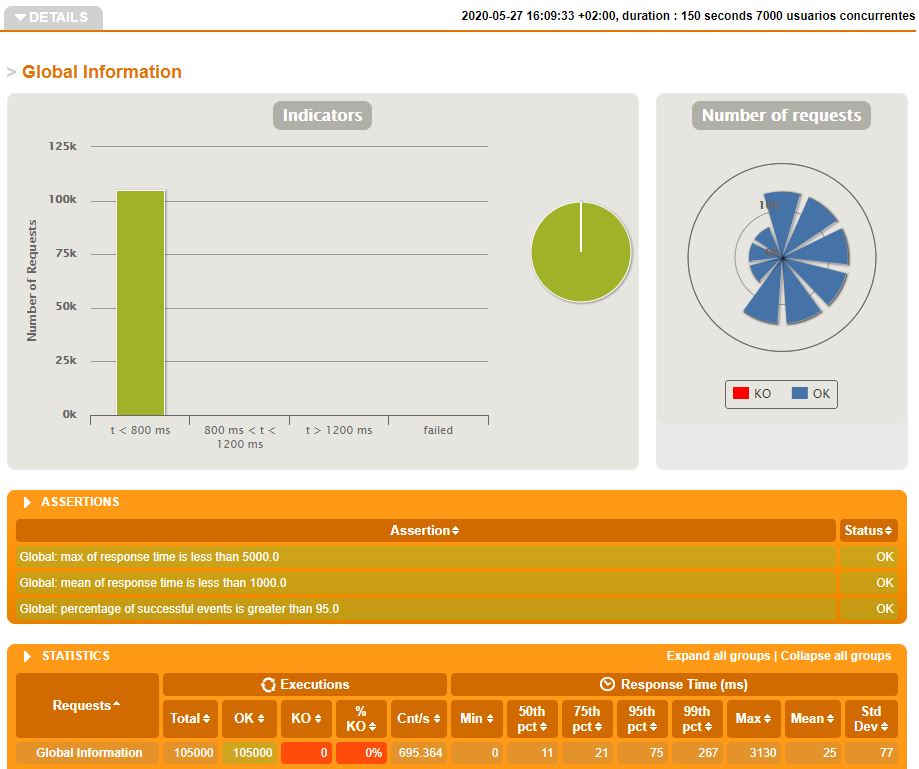 DETAILS
2020-05-27 16:09:33 +02:00, duration : 150 seconds 7000 usuarios concurrentes
> Global Information
Indicators
Number of requests
125k
100k
75k
50k
25k
0k
Number of Requests
t < 800 ms
800 ms < t <
1200 ms
t > 1200 ms
failed
10k
KO
OK
ASSERTIONS
Assertion Status
Global: max of response time is less than 5000.0 OK
Global: mean of response time is less than 1000.0 OK
Global: percentage of successful events is greater than 95.0 OK
STATISTICS Expand all groups | Collapse all groups
Requests Executions Response Time (ms)
Total OK KO % KO Cnt/s Min 50th pct 75th pct 95th pct 99th pct Max Mean Std Dev
Global Information 105000 105000 0 0% 695.364 0 11 21 75 267 3130 25 77